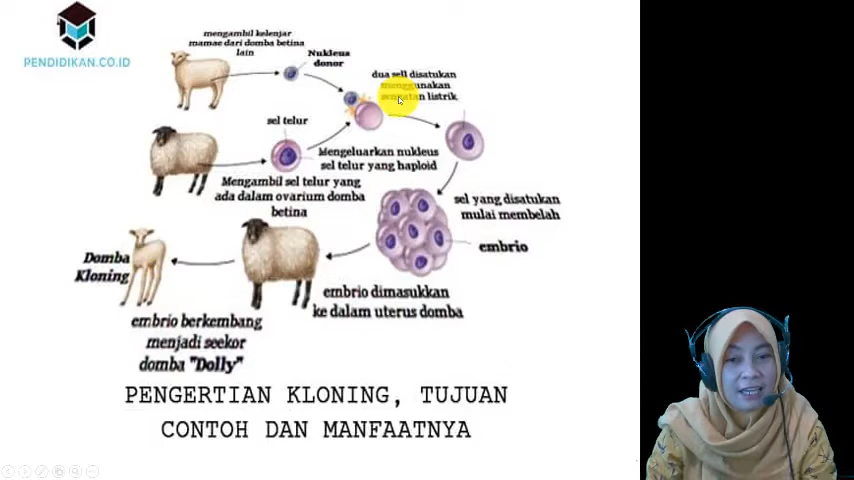 PENDIDIKAN.CO.ID
mengambil kelenjar
mamae dari domba betina
lain
Nukleus
donor
dua sell disatukan
menggunakan
sengatan listrik
sel telur
Mengeluarkan nukleus
sel telur yang haploid
Mengambil sel telur yang
ada dalam ovarium domba
betina
sel yang disatukan
mulai membelah
embrio
embrio dimasukkan
ke dalam uterus domba
Domba
Kloning
embrio berkembang
menjadi seekor
domba "Dolly"
PENGERTIAN KLONING, TUJUAN
CONTOH DAN MANFAATNYA